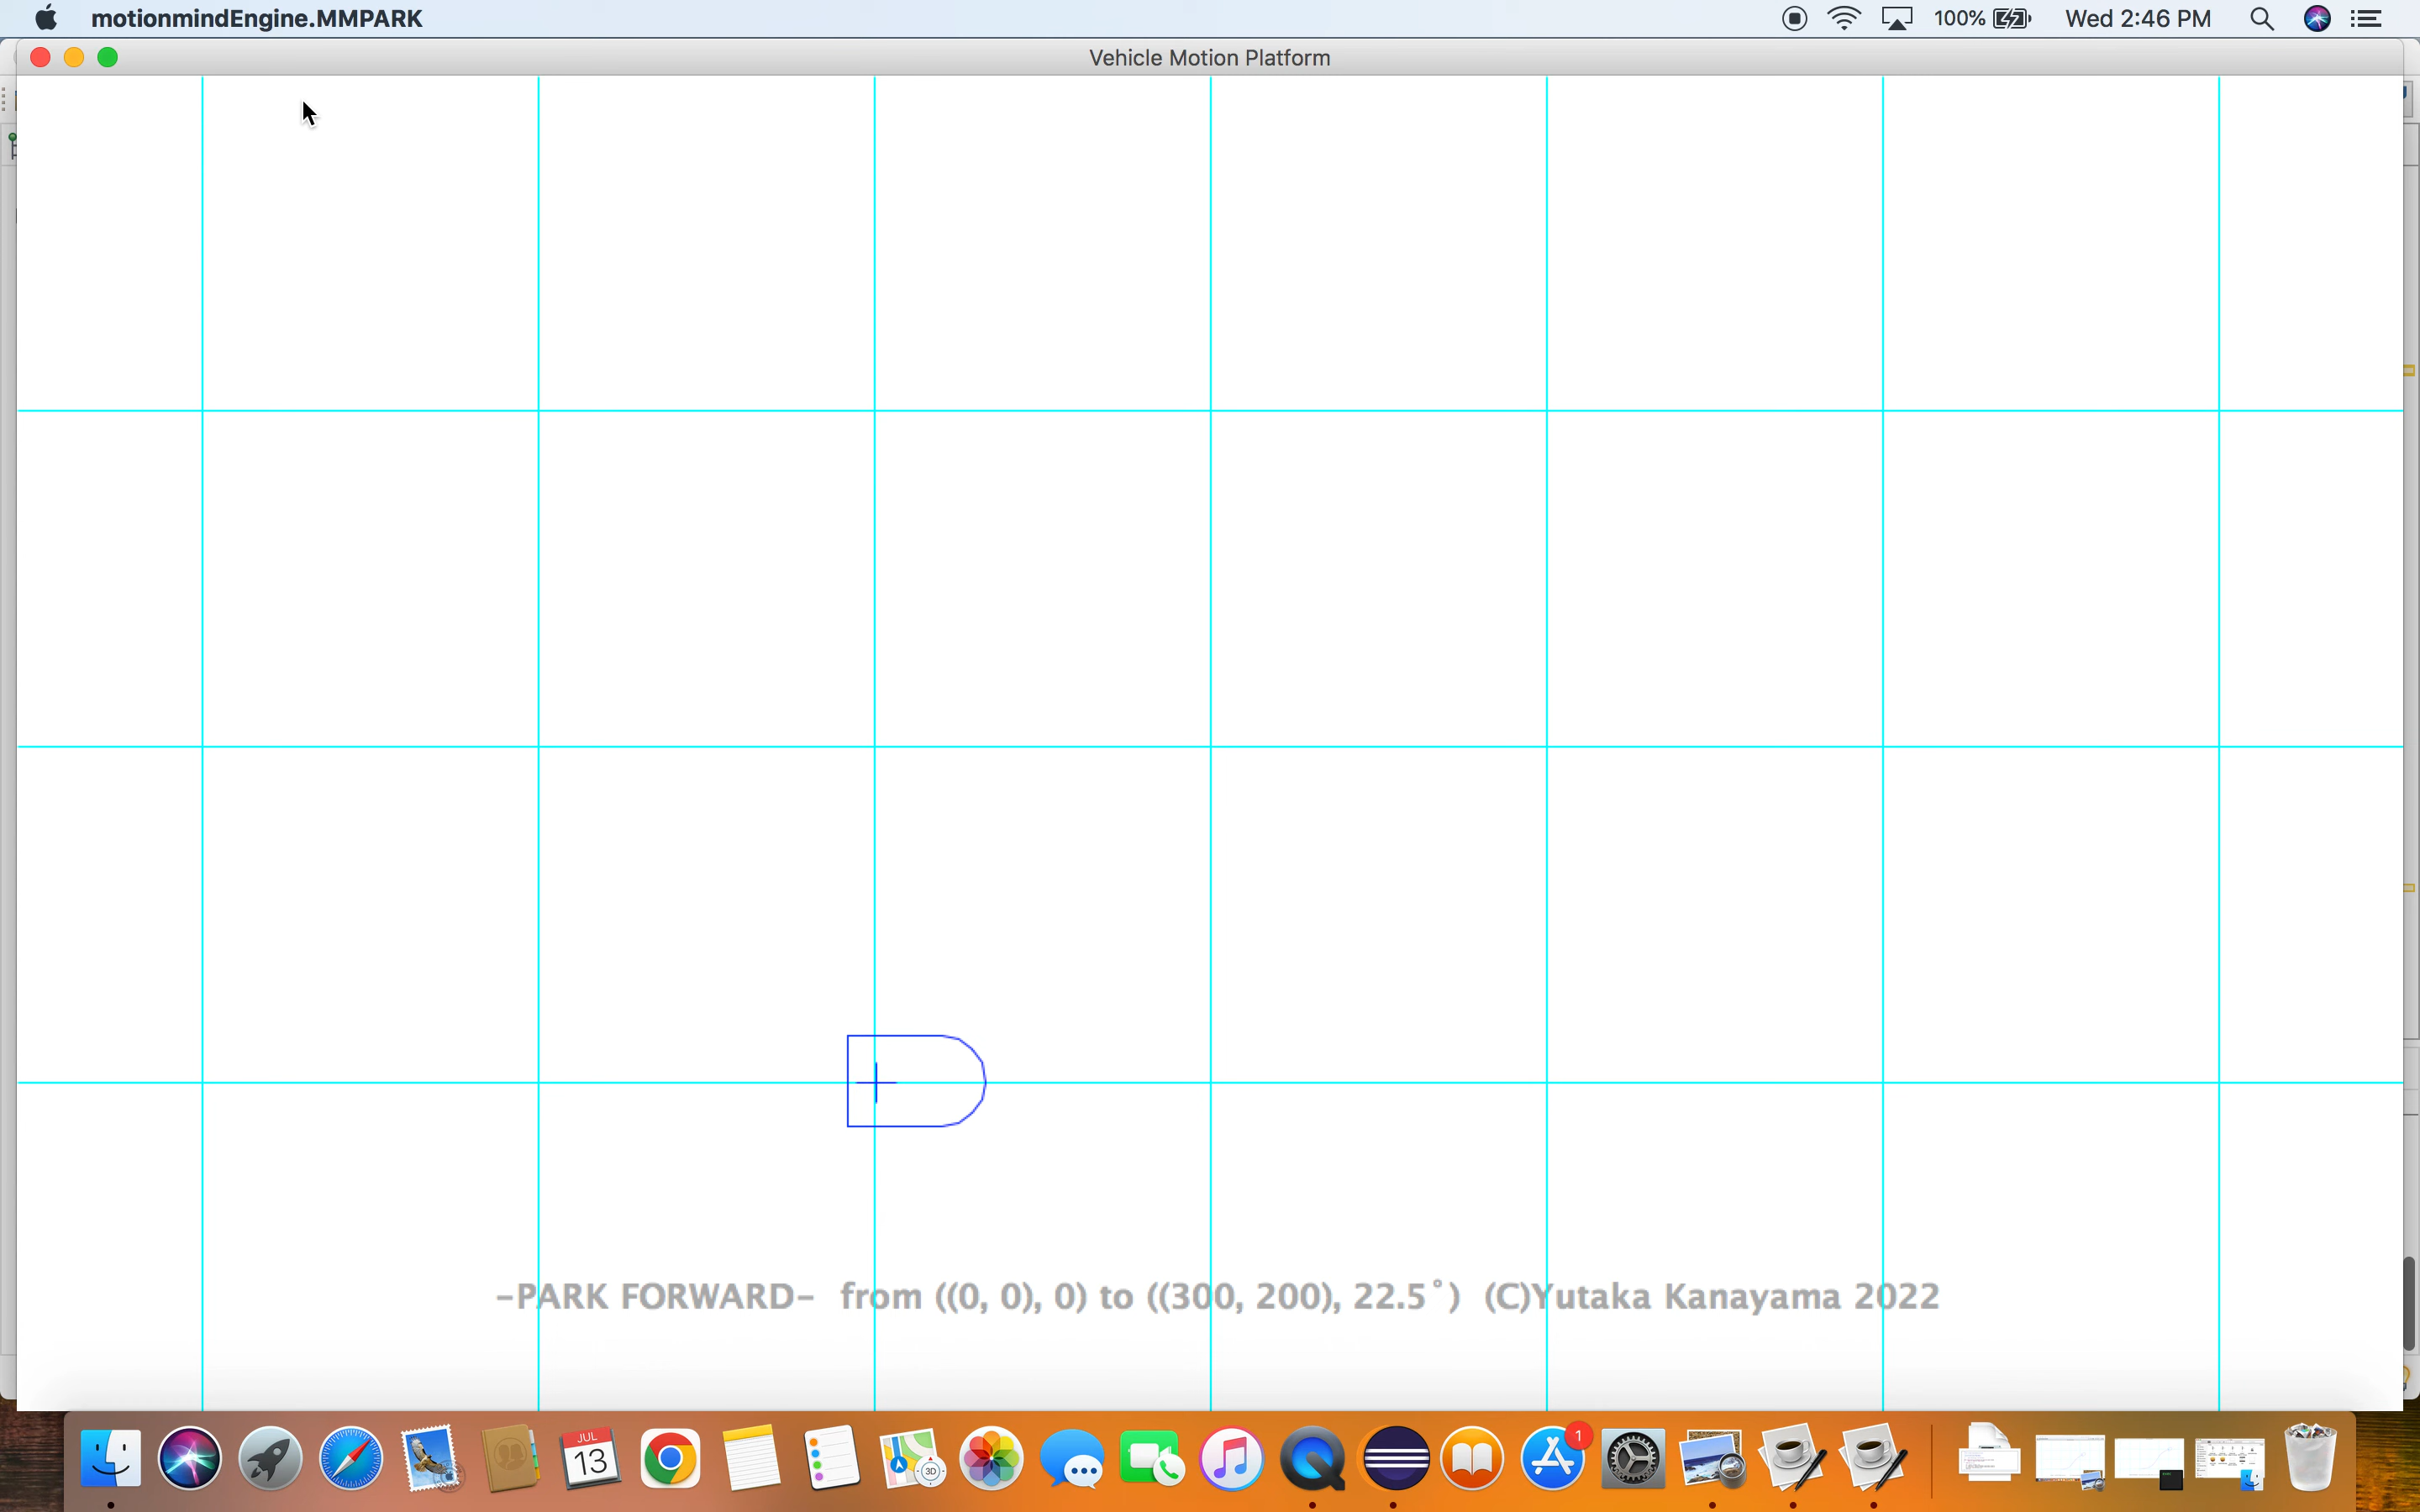 motionmindEngine.MMPARK
100%
Wed 2:46 PM
Vehicle Motion Platform
-PARK FORWARD- from ((0, 0), 0) to ((300, 200), 22.5°) (C)Yutaka Kanayama 2022
JUL
13
3D
1